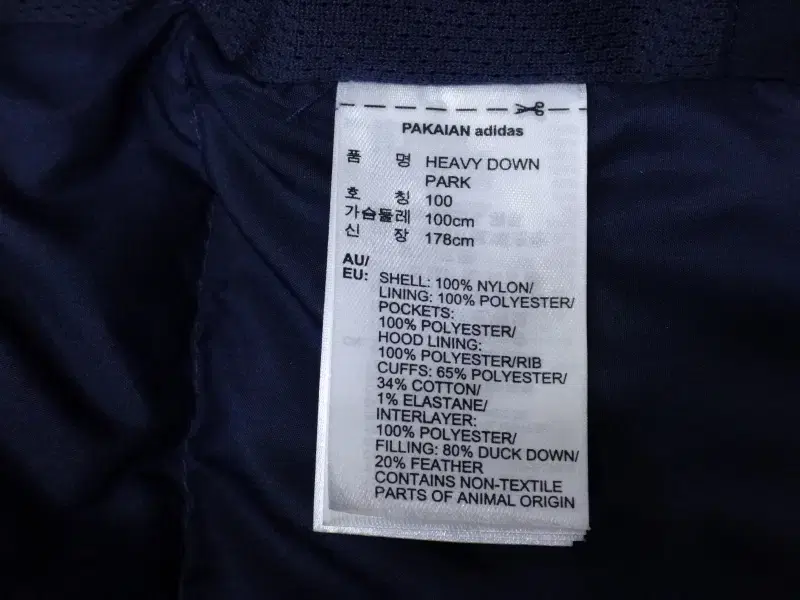 PAKAIAN adidas
품 명 HEAVY DOWN
PARK
호 칭 100
가슴둘레 100cm
신 장 178cm
AU/
EU: SHELL: 100% NYLON/
LINING: 100% POLYESTER/
POCKETS:
100% POLYESTER/
HOOD LINING:
100% POLYESTER/RIB
CUFFS: 65% POLYESTER/
34% COTTON/
1% ELASTANE/
INTERLAYER:
100% POLYESTER/
FILLING: 80% DUCK DOWN/
20% FEATHER
CONTAINS NON-TEXTILE
PARTS OF ANIMAL ORIGIN